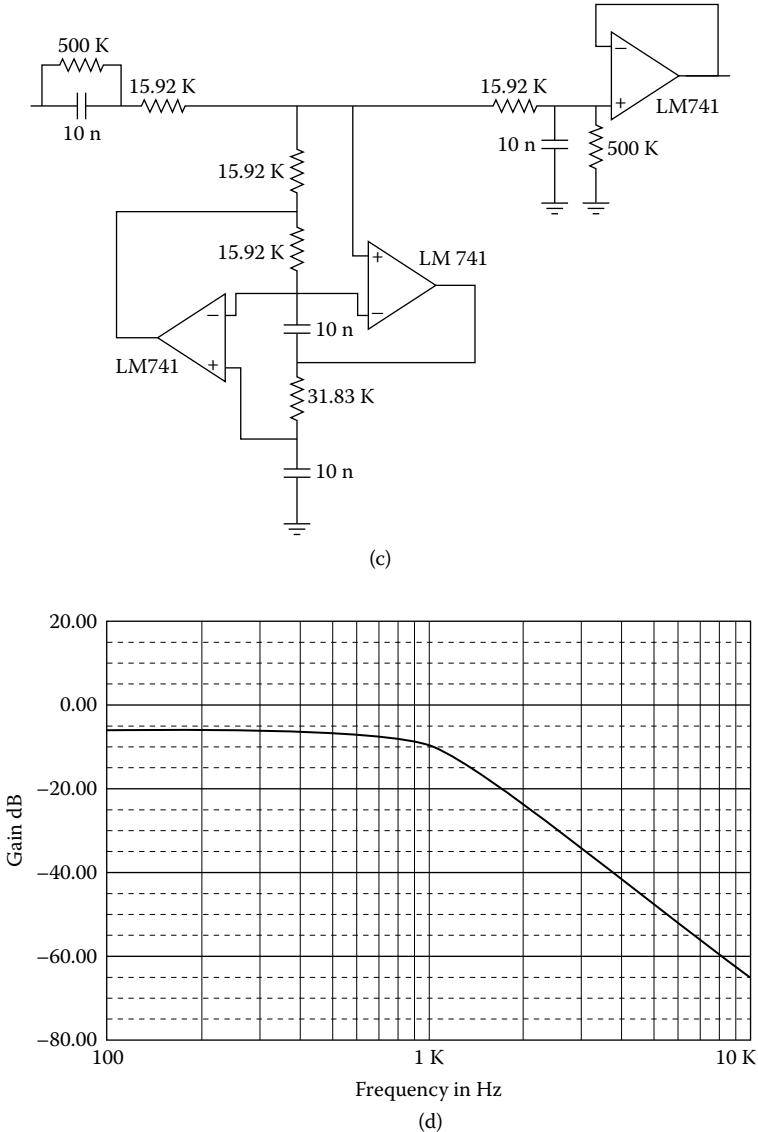 500 K
15.92 K
10 n
15.92 K
−
+
LM741
10 n
500 K
15.92 K
15.92 K
+
−
LM 741
−
+
LM741
10 n
31.83 K
10 n
(c)
20.00
0.00
−20.00
−40.00
−60.00
−80.00
Gain dB
100
1 K
10 K
Frequency in Hz
(d)